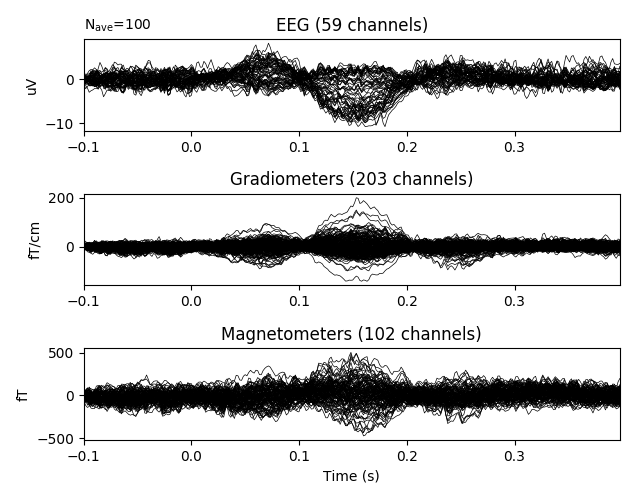 N_ave=100
EEG (59 channels)
uV
0
−10
−0.1 0.0 0.1 0.2 0.3
Gradiometers (203 channels)
fT/cm
200
0
−0.1 0.0 0.1 0.2 0.3
Magnetometers (102 channels)
fT
500
0
−500
−0.1 0.0 0.1 0.2 0.3
Time (s)